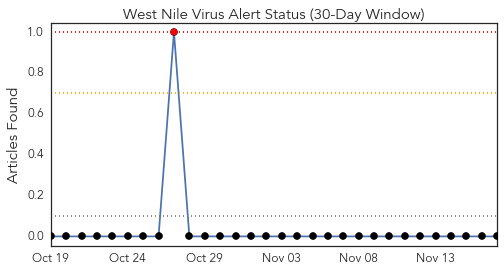 West Nile Virus Alert Status (30-Day Window)
Articles Found
1.0
0.8
0.6
0.4
0.2
0.0
Oct 19 Oct 24 Oct 29 Nov 03 Nov 08 Nov 13